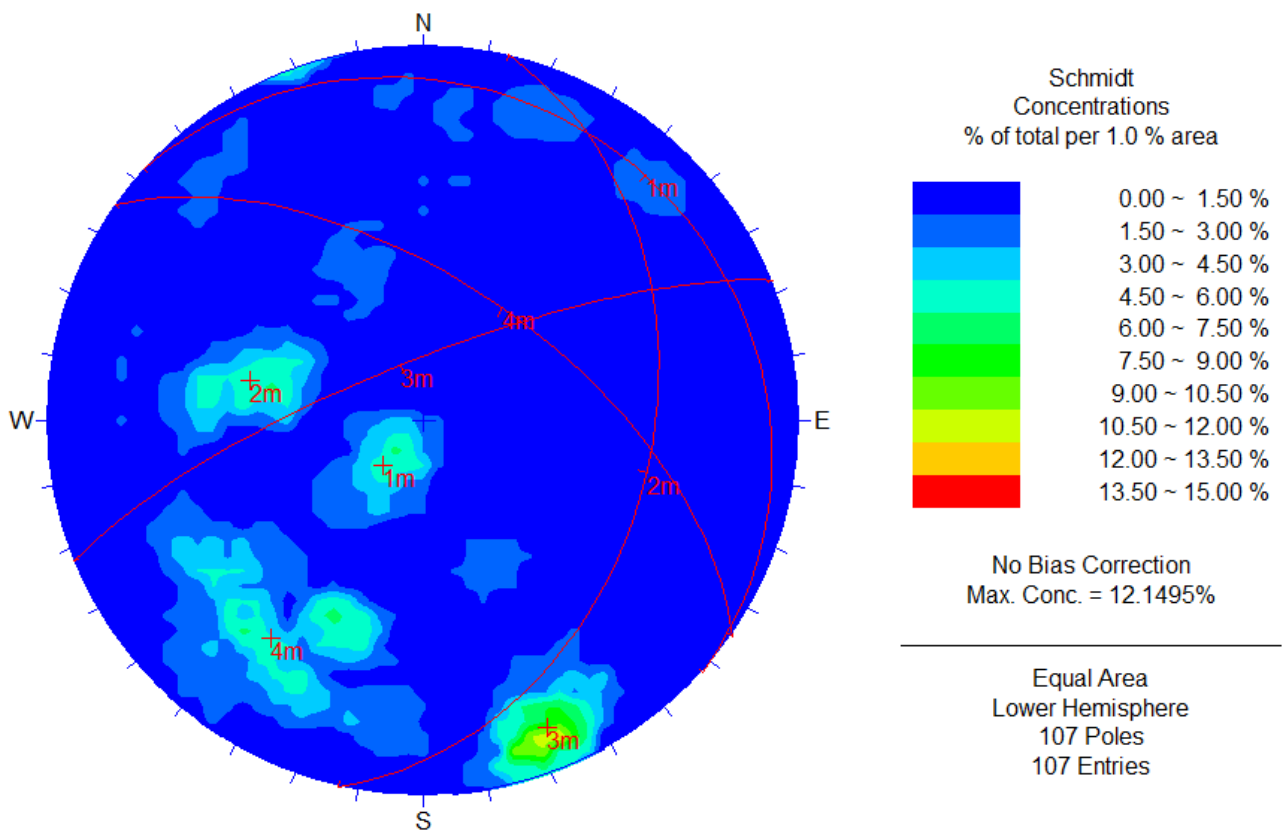 N
1m
4m
W
3m
E
2m
1m
2m
4m
3m
S
Schmidt
Concentrations
% of total per 1.0 % area
0.00 ~ 1.50 %
1.50 ~ 3.00 %
3.00 ~ 4.50 %
4.50 ~ 6.00 %
6.00 ~ 7.50 %
7.50 ~ 9.00 %
9.00 ~ 10.50 %
10.50 ~ 12.00 %
12.00 ~ 13.50 %
13.50 ~ 15.00 %
No Bias Correction
Max. Conc. = 12.1495%
Equal Area
Lower Hemisphere
107 Poles
107 Entries